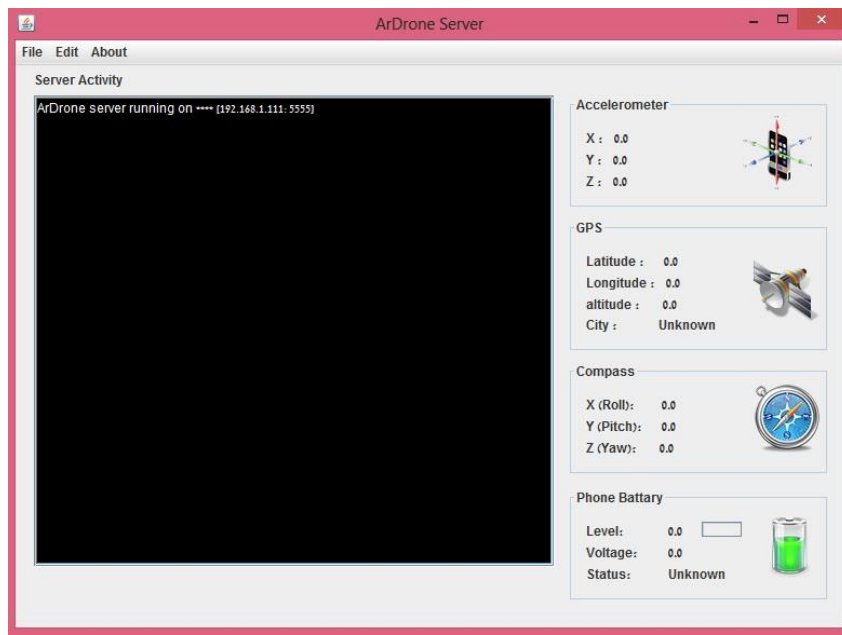 ArDrone Server
File Edit About
Server Activity
ArDrone server running on **** [192.168.1.111: 5555]
Accelerometer
X : 0.0
Y : 0.0
Z : 0.0
GPS
Latitude : 0.0
Longitude : 0.0
altitude : 0.0
City : Unknown
Compass
X (Roll): 0.0
Y (Pitch): 0.0
Z (Yaw): 0.0
Phone Battary
Level: 0.0
Voltage: 0.0
Status: Unknown